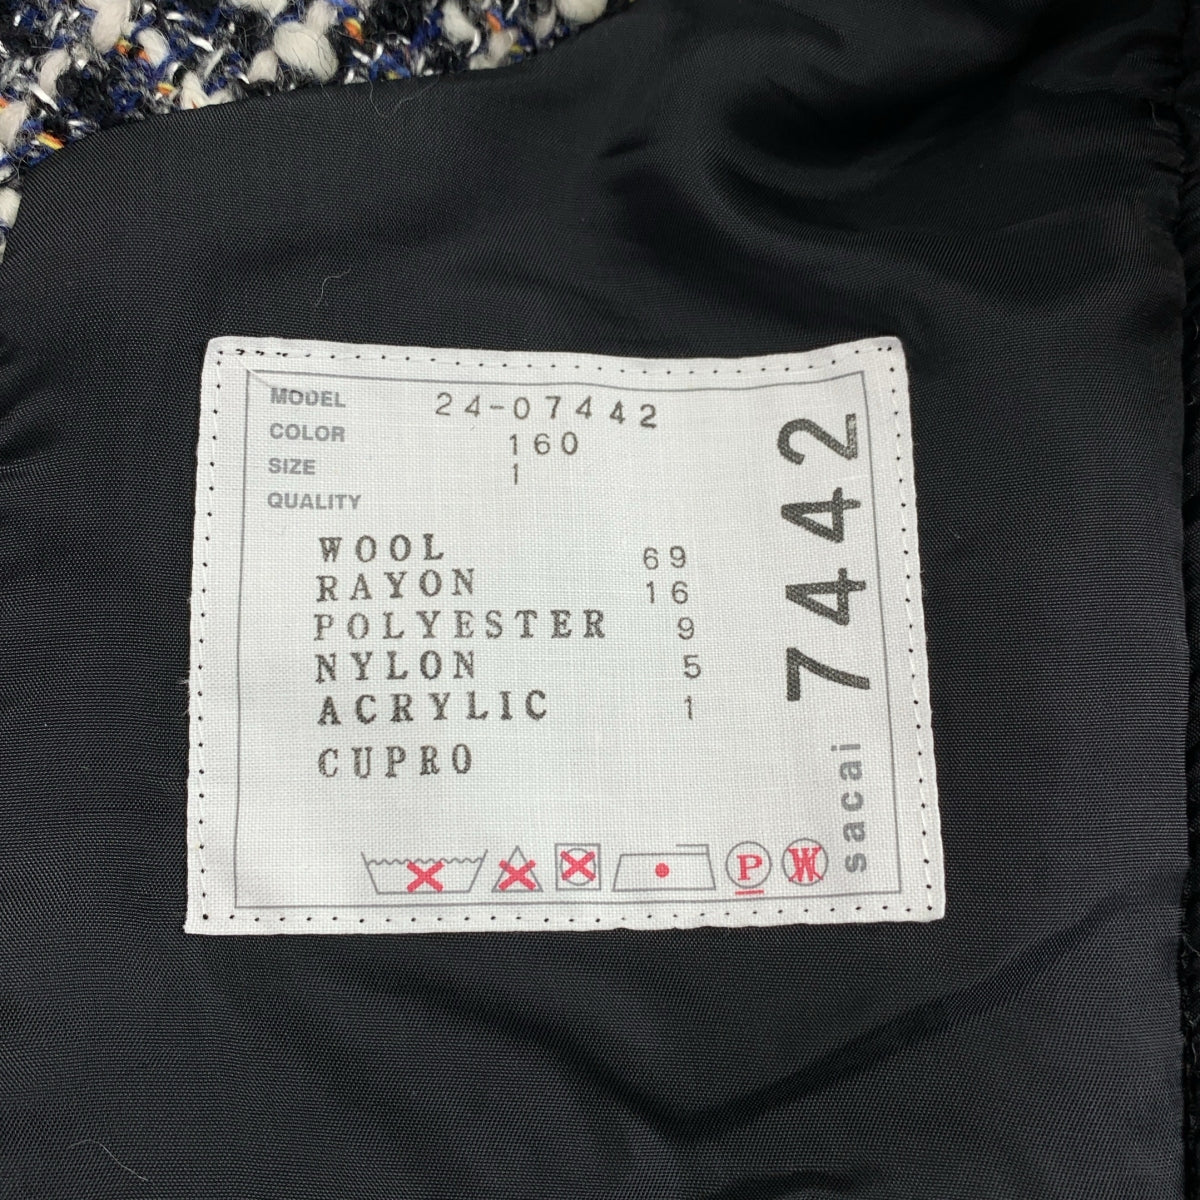 MODEL 24-07442
COLOR 160
SIZE 1
QUALITY
WOOL 69
RAYON 16
POLYESTER 9
NYLON 5
ACRYLIC 1
CUPRO
P W
sacai 7442